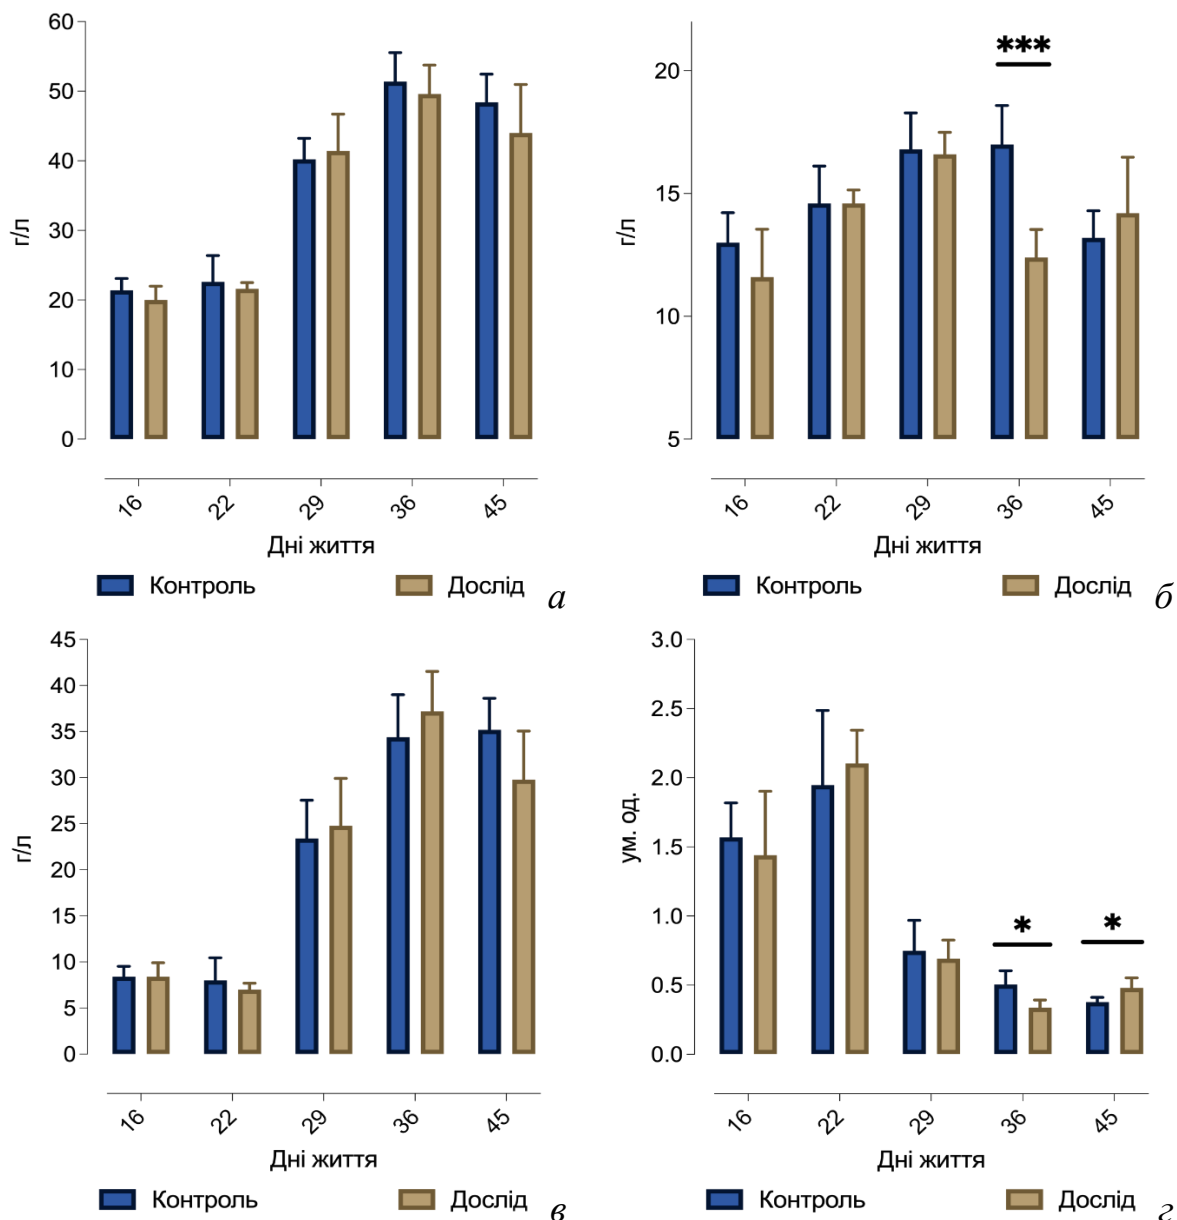 60
50
40
30
20
10
0
г/л
16 22 29 36 45
Дні життя
Контроль Дослід а
20
15
10
5
г/л
***
16 22 29 36 45
Дні життя
Контроль Дослід б
45
40
35
30
25
20
15
10
5
0
г/л
16 22 29 36 45
Дні життя
Контроль Дослід в
3.0
2.5
2.0
1.5
1.0
0.5
0.0
ум. од.
* *
16 22 29 36 45
Дні життя
Контроль Дослід г